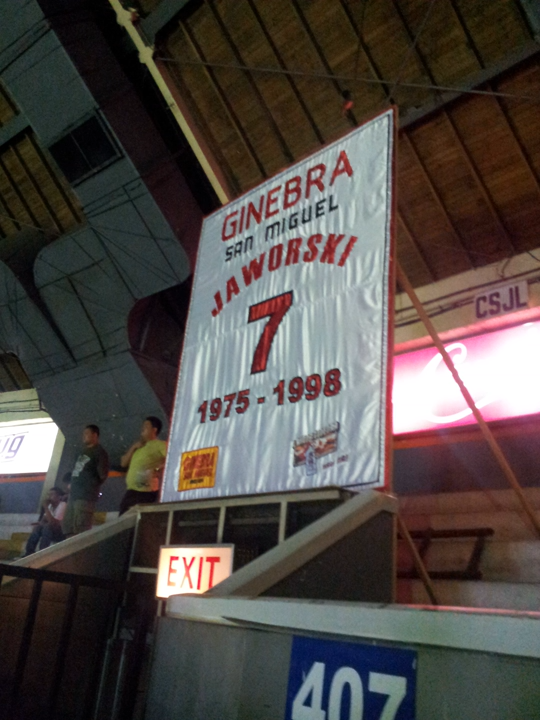 GINEBRA
SAN MIGUEL
JAWORSKI
7
1975 - 1998
CSJL
EXIT
407